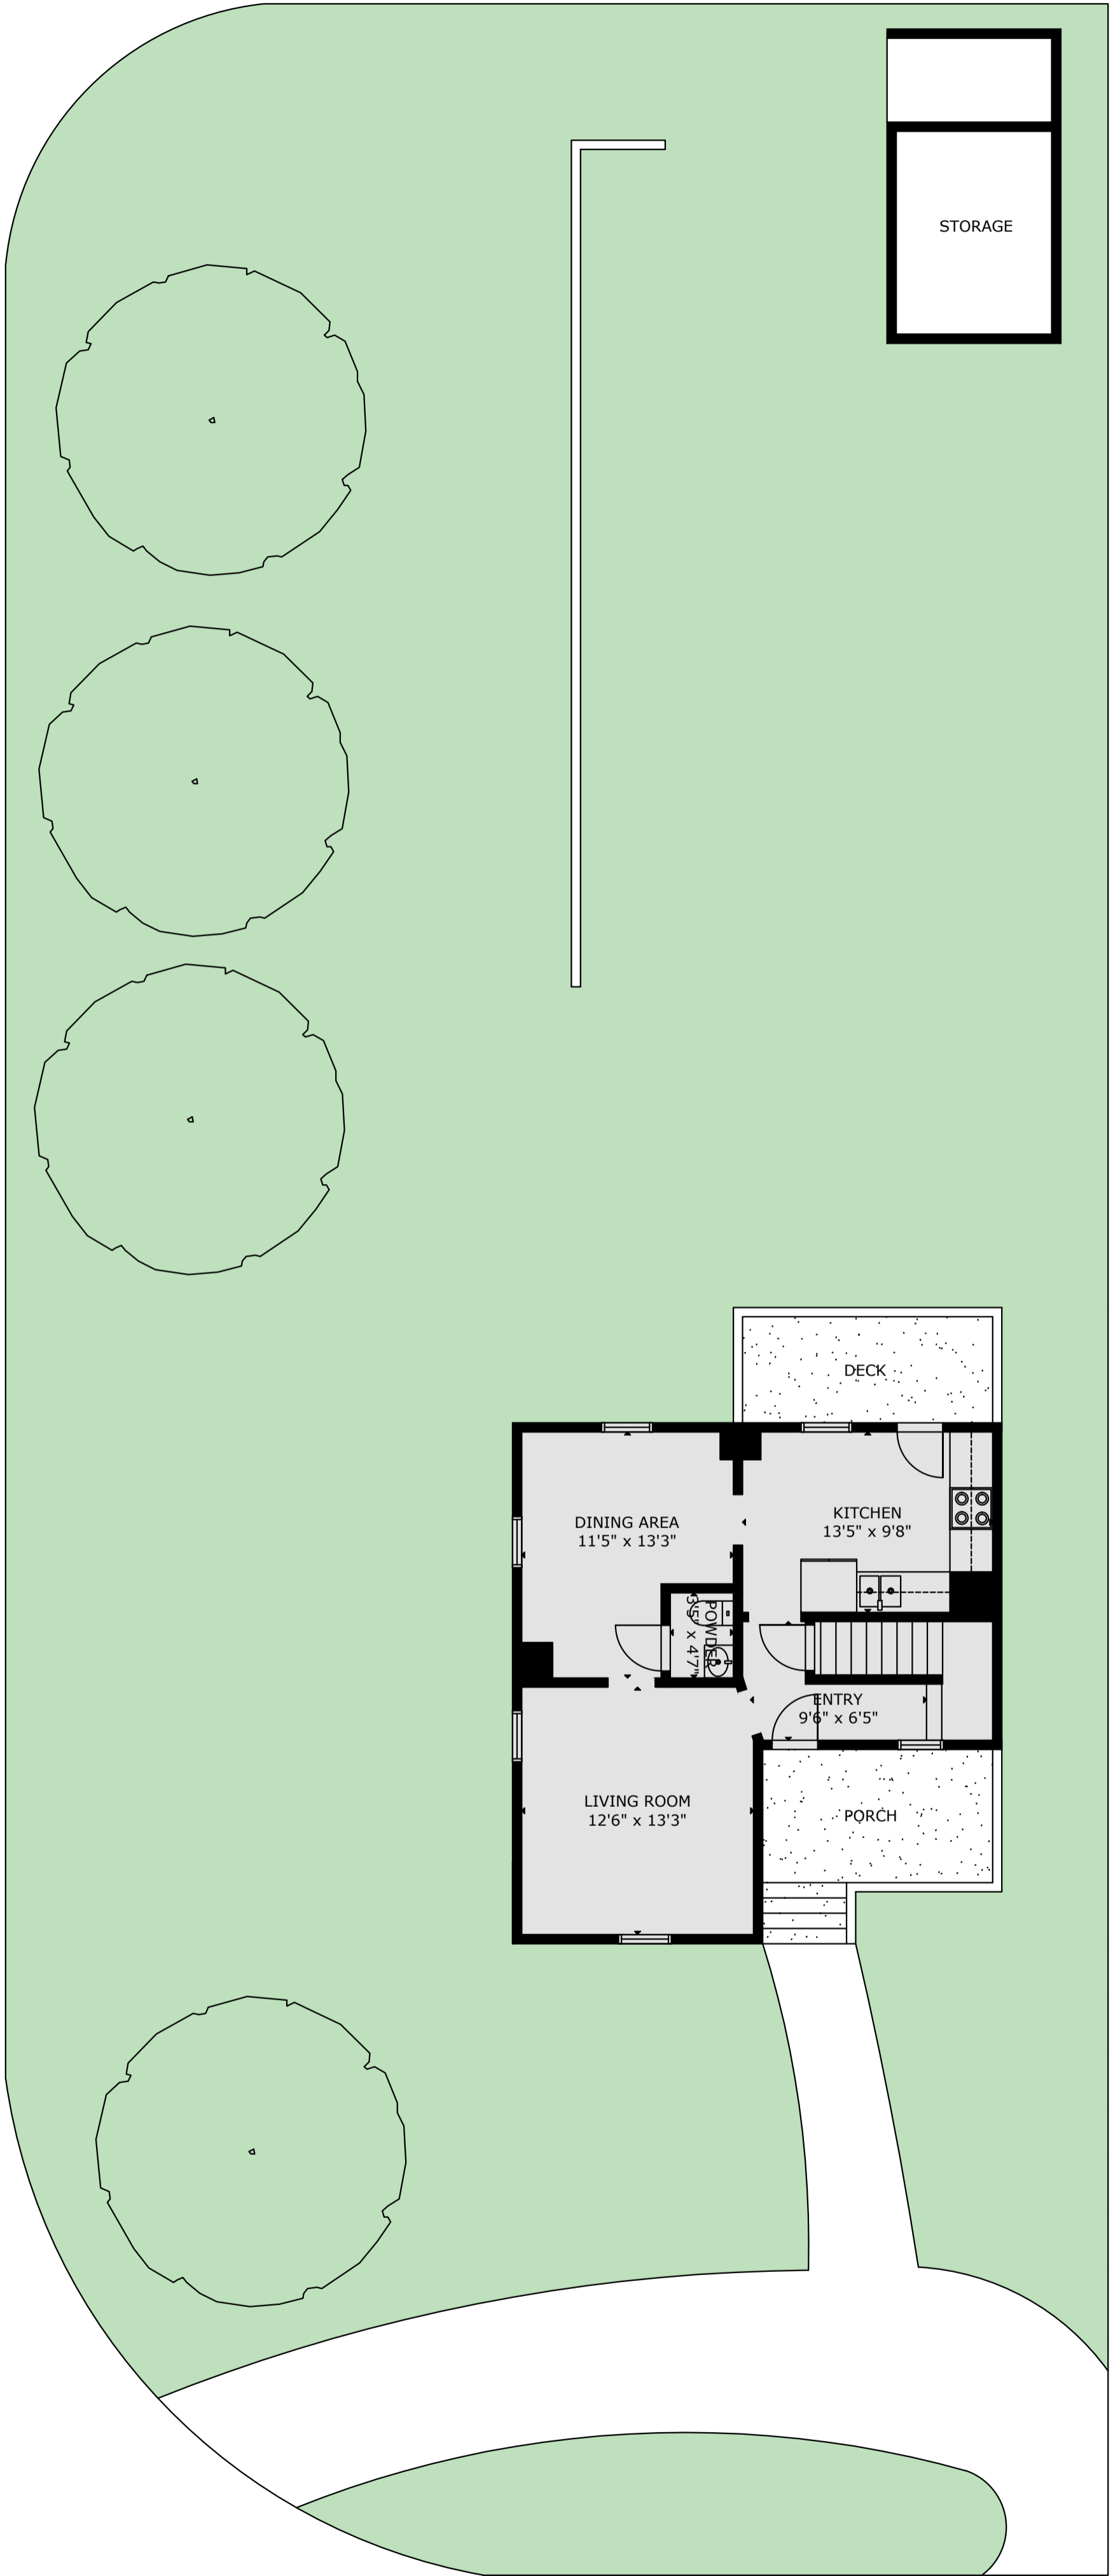 STORAGE
DECK
KITCHEN
13'5" x 9'8"
DINING AREA
11'5" x 13'3"
POWDER
3'5" x 4'7"
ENTRY
9'6" x 6'5"
LIVING ROOM
12'6" x 13'3"
PORCH